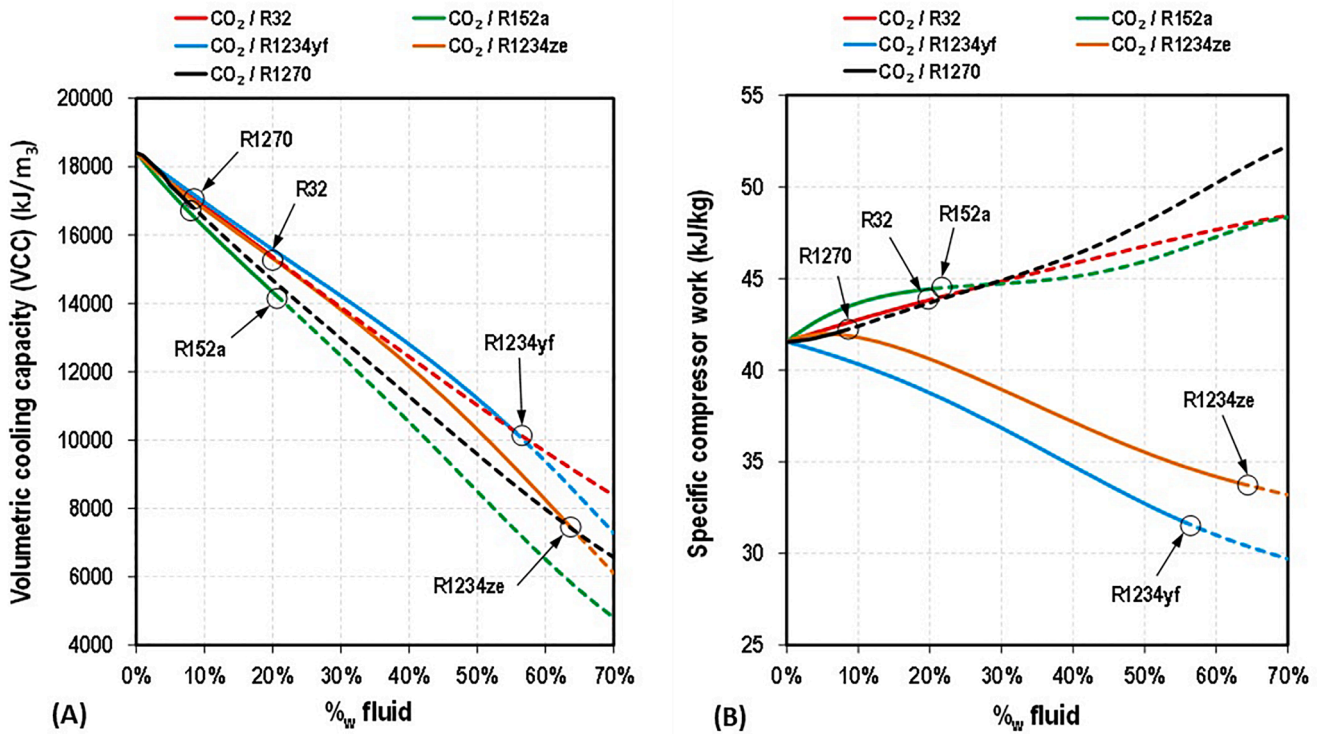 CO2 / R32
CO2 / R152a
CO2 / R1234yf
CO2 / R1234ze
CO2 / R1270
Volumetric cooling capacity (VCC) (kJ/m3)
20000
18000
16000
14000
12000
10000
8000
6000
4000
R1270
R32
R152a
R1234yf
R1234ze
0% 10% 20% 30% 40% 50% 60% 70%
%w fluid
(A)
CO2 / R32
CO2 / R152a
CO2 / R1234yf
CO2 / R1234ze
CO2 / R1270
Specific compressor work (kJ/kg)
55
50
45
40
35
30
25
R152a
R32
R1270
R1234ze
R1234yf
0% 10% 20% 30% 40% 50% 60% 70%
%w fluid
(B)